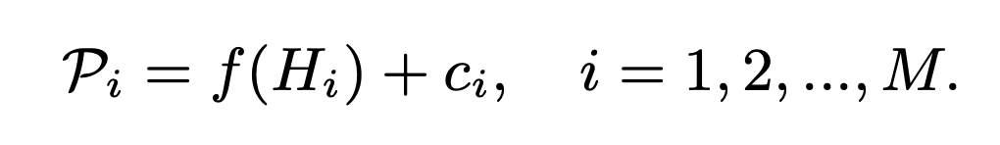 𝒫ᵢ = f(Hᵢ) + cᵢ, i = 1, 2, ..., M.